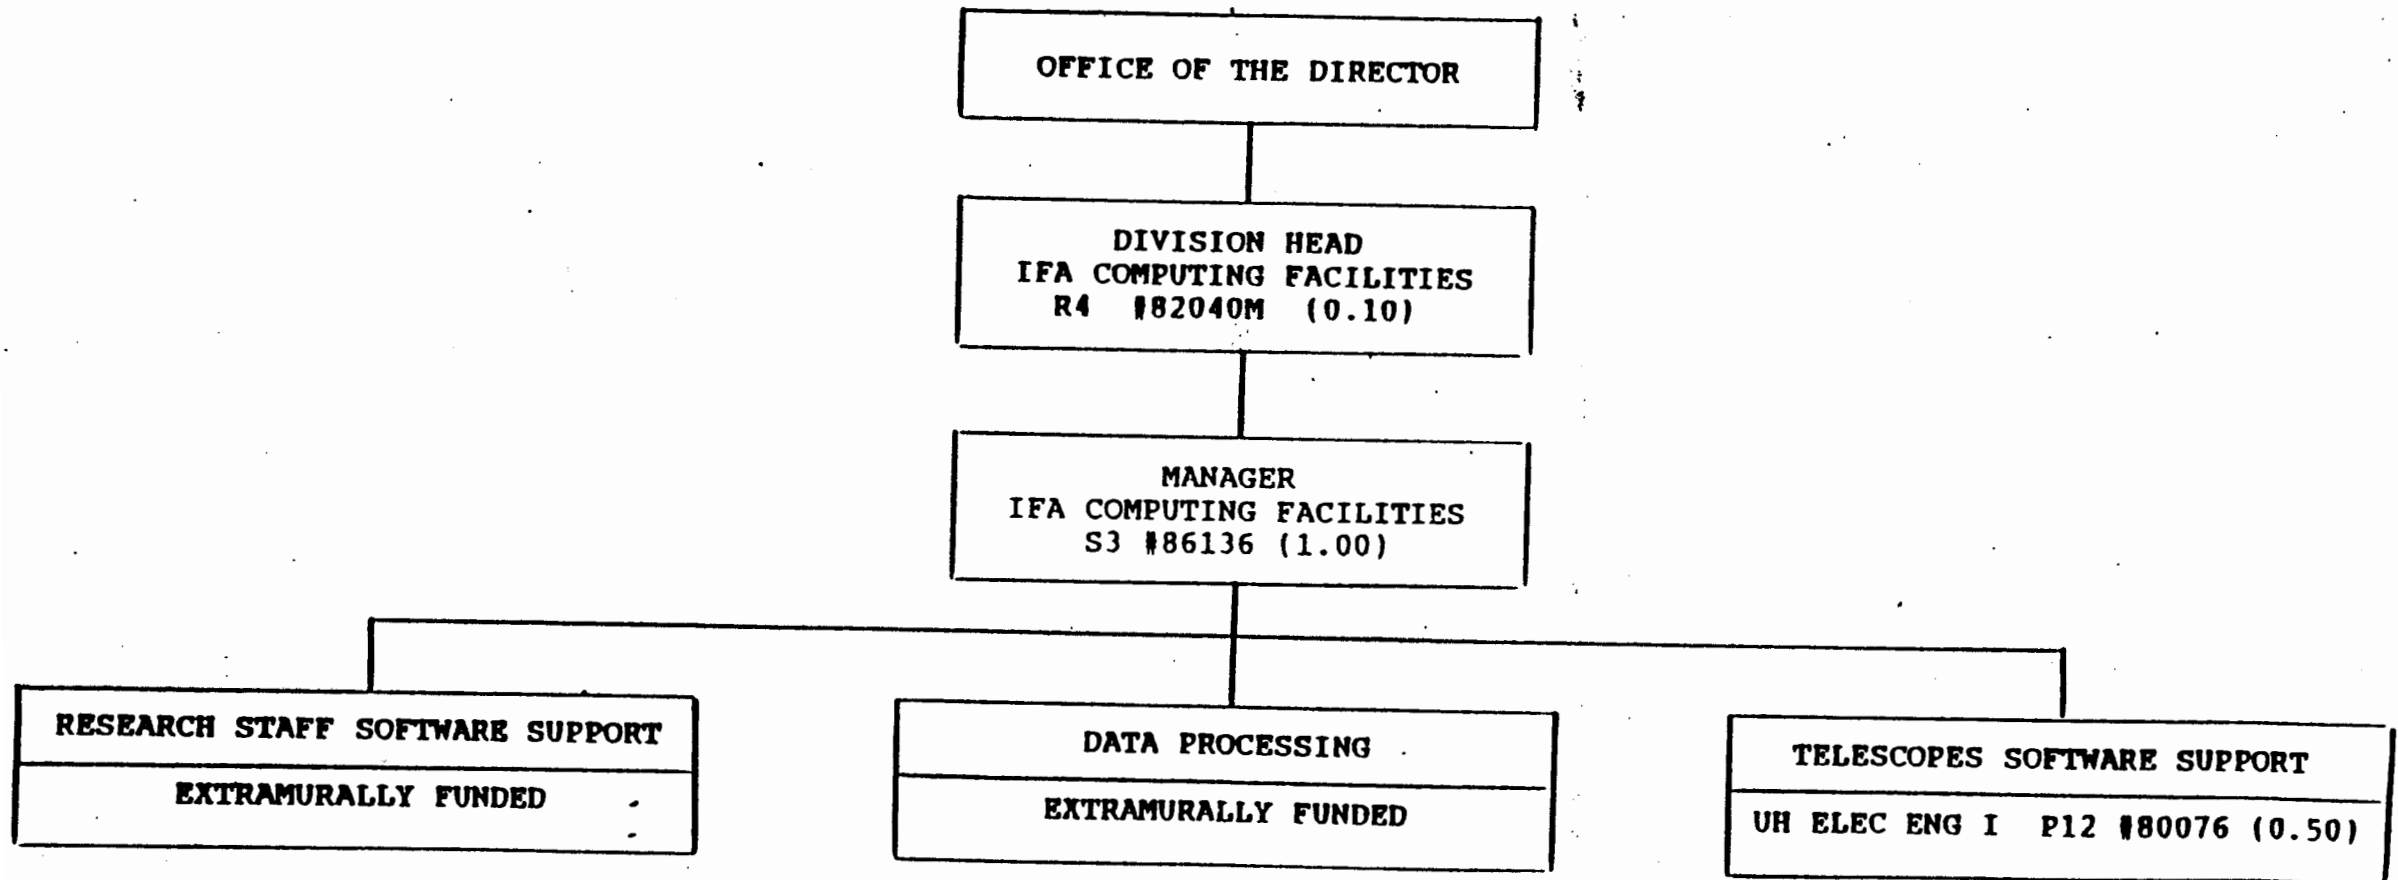 OFFICE OF THE DIRECTOR
DIVISION HEAD
IFA COMPUTING FACILITIES
R4 #82040M (0.10)
MANAGER
IFA COMPUTING FACILITIES
S3 #86136 (1.00)
RESEARCH STAFF SOFTWARE SUPPORT
EXTRAMURALLY FUNDED
DATA PROCESSING
EXTRAMURALLY FUNDED
TELESCOPES SOFTWARE SUPPORT
UH ELEC ENG I P12 #80076 (0.50)